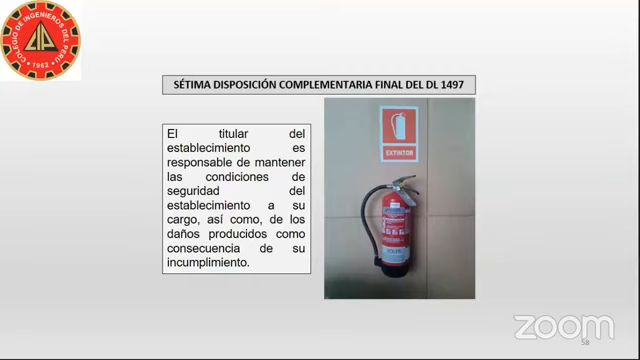 COLEGIO DE INGENIEROS DEL PERU
CIP
1962
SÉTIMA DISPOSICIÓN COMPLEMENTARIA FINAL DEL DL 1497
El titular del
establecimiento es
responsable de mantener
las condiciones de
seguridad del
establecimiento a su
cargo, así como, de los
daños producidos como
consecuencia de su
incumplimiento.
EXTINTOR
zoom
58